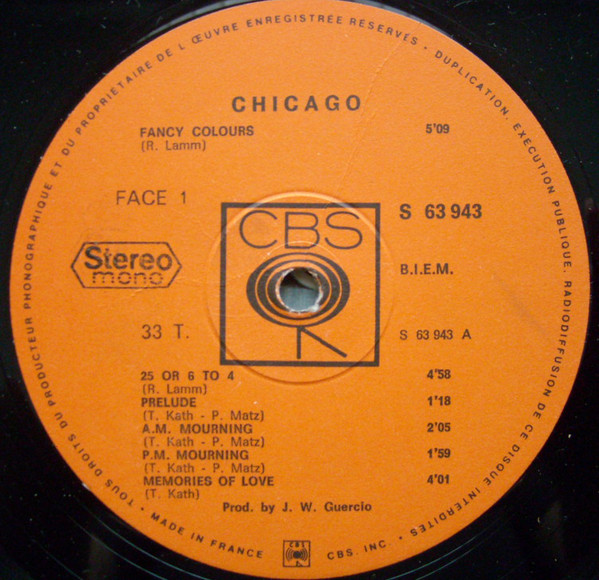 TOUS DROITS DU PRODUCTEUR PHONOGRAPHIQUE ET DU PROPRIETAIRE DE L'ŒUVRE ENREGISTRÉE RESERVES • DUPLICATION, EXECUTION PUBLIQUE, RADIODIFFUSION DE CE DISQUE INTERDITES •
CHICAGO
FANCY COLOURS 5'09
(R. Lamm)
FACE 1
S 63 943
CBS
Stereo
mono
B.I.E.M.
33 T.
S 63 943 A
25 OR 6 TO 4 4'58
(R. Lamm)
PRELUDE 1'18
(T. Kath - P. Matz)
A.M. MOURNING 2'05
(T. Kath - P. Matz)
P.M. MOURNING 1'59
(T. Kath - P. Matz)
MEMORIES OF LOVE 4'01
(T. Kath)
Prod. by J. W. Guercio
• MADE IN FRANCE
CBS
CBS. INC. •